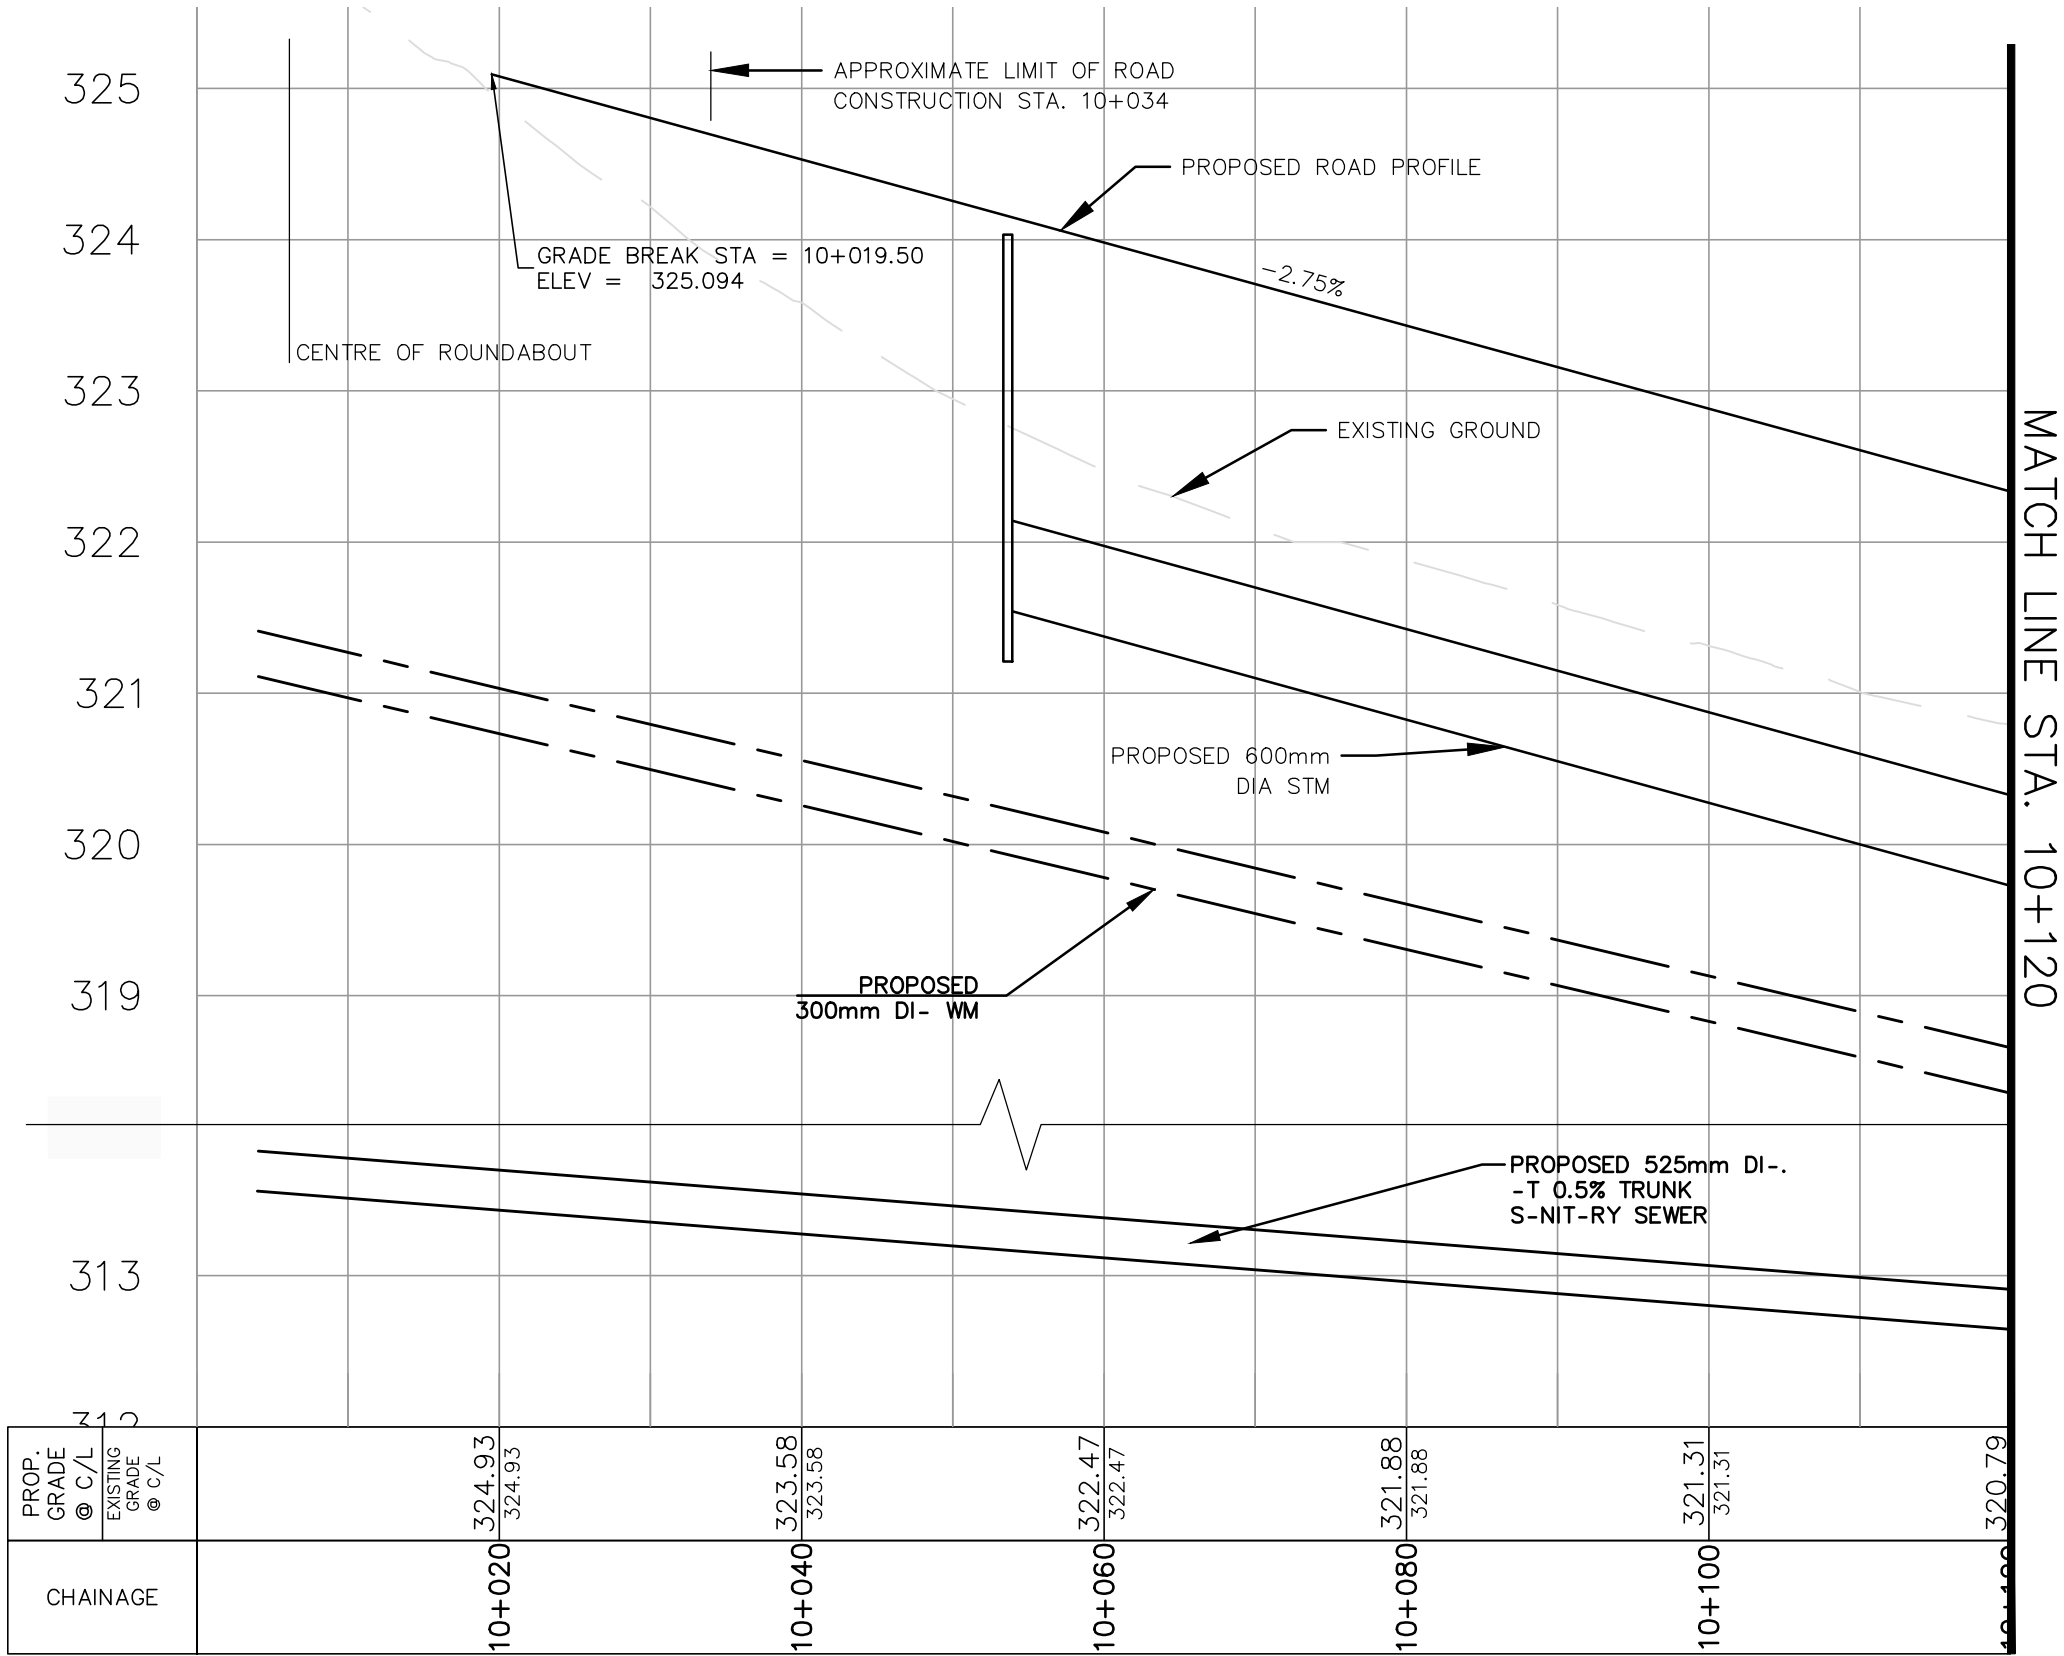 325
324
323
322
321
320
319
313
312
APPROXIMATE LIMIT OF ROAD
CONSTRUCTION STA. 10+034
PROPOSED ROAD PROFILE
GRADE BREAK STA = 10+019.50
ELEV = 325.094
-2.75%
CENTRE OF ROUNDABOUT
EXISTING GROUND
PROPOSED 600mm
DIA STM
PROPOSED
300mm DI- WM
PROPOSED 525mm DI-.
-T 0.5% TRUNK
S-NIT-RY SEWER
MATCH LINE STA. 10+120
PROP.
GRADE
@ C/L
EXISTING
GRADE
@ C/L
324.93
324.93
323.58
323.58
322.47
322.47
321.88
321.88
321.31
321.31
320.79
CHAINAGE
10+020
10+040
10+060
10+080
10+100